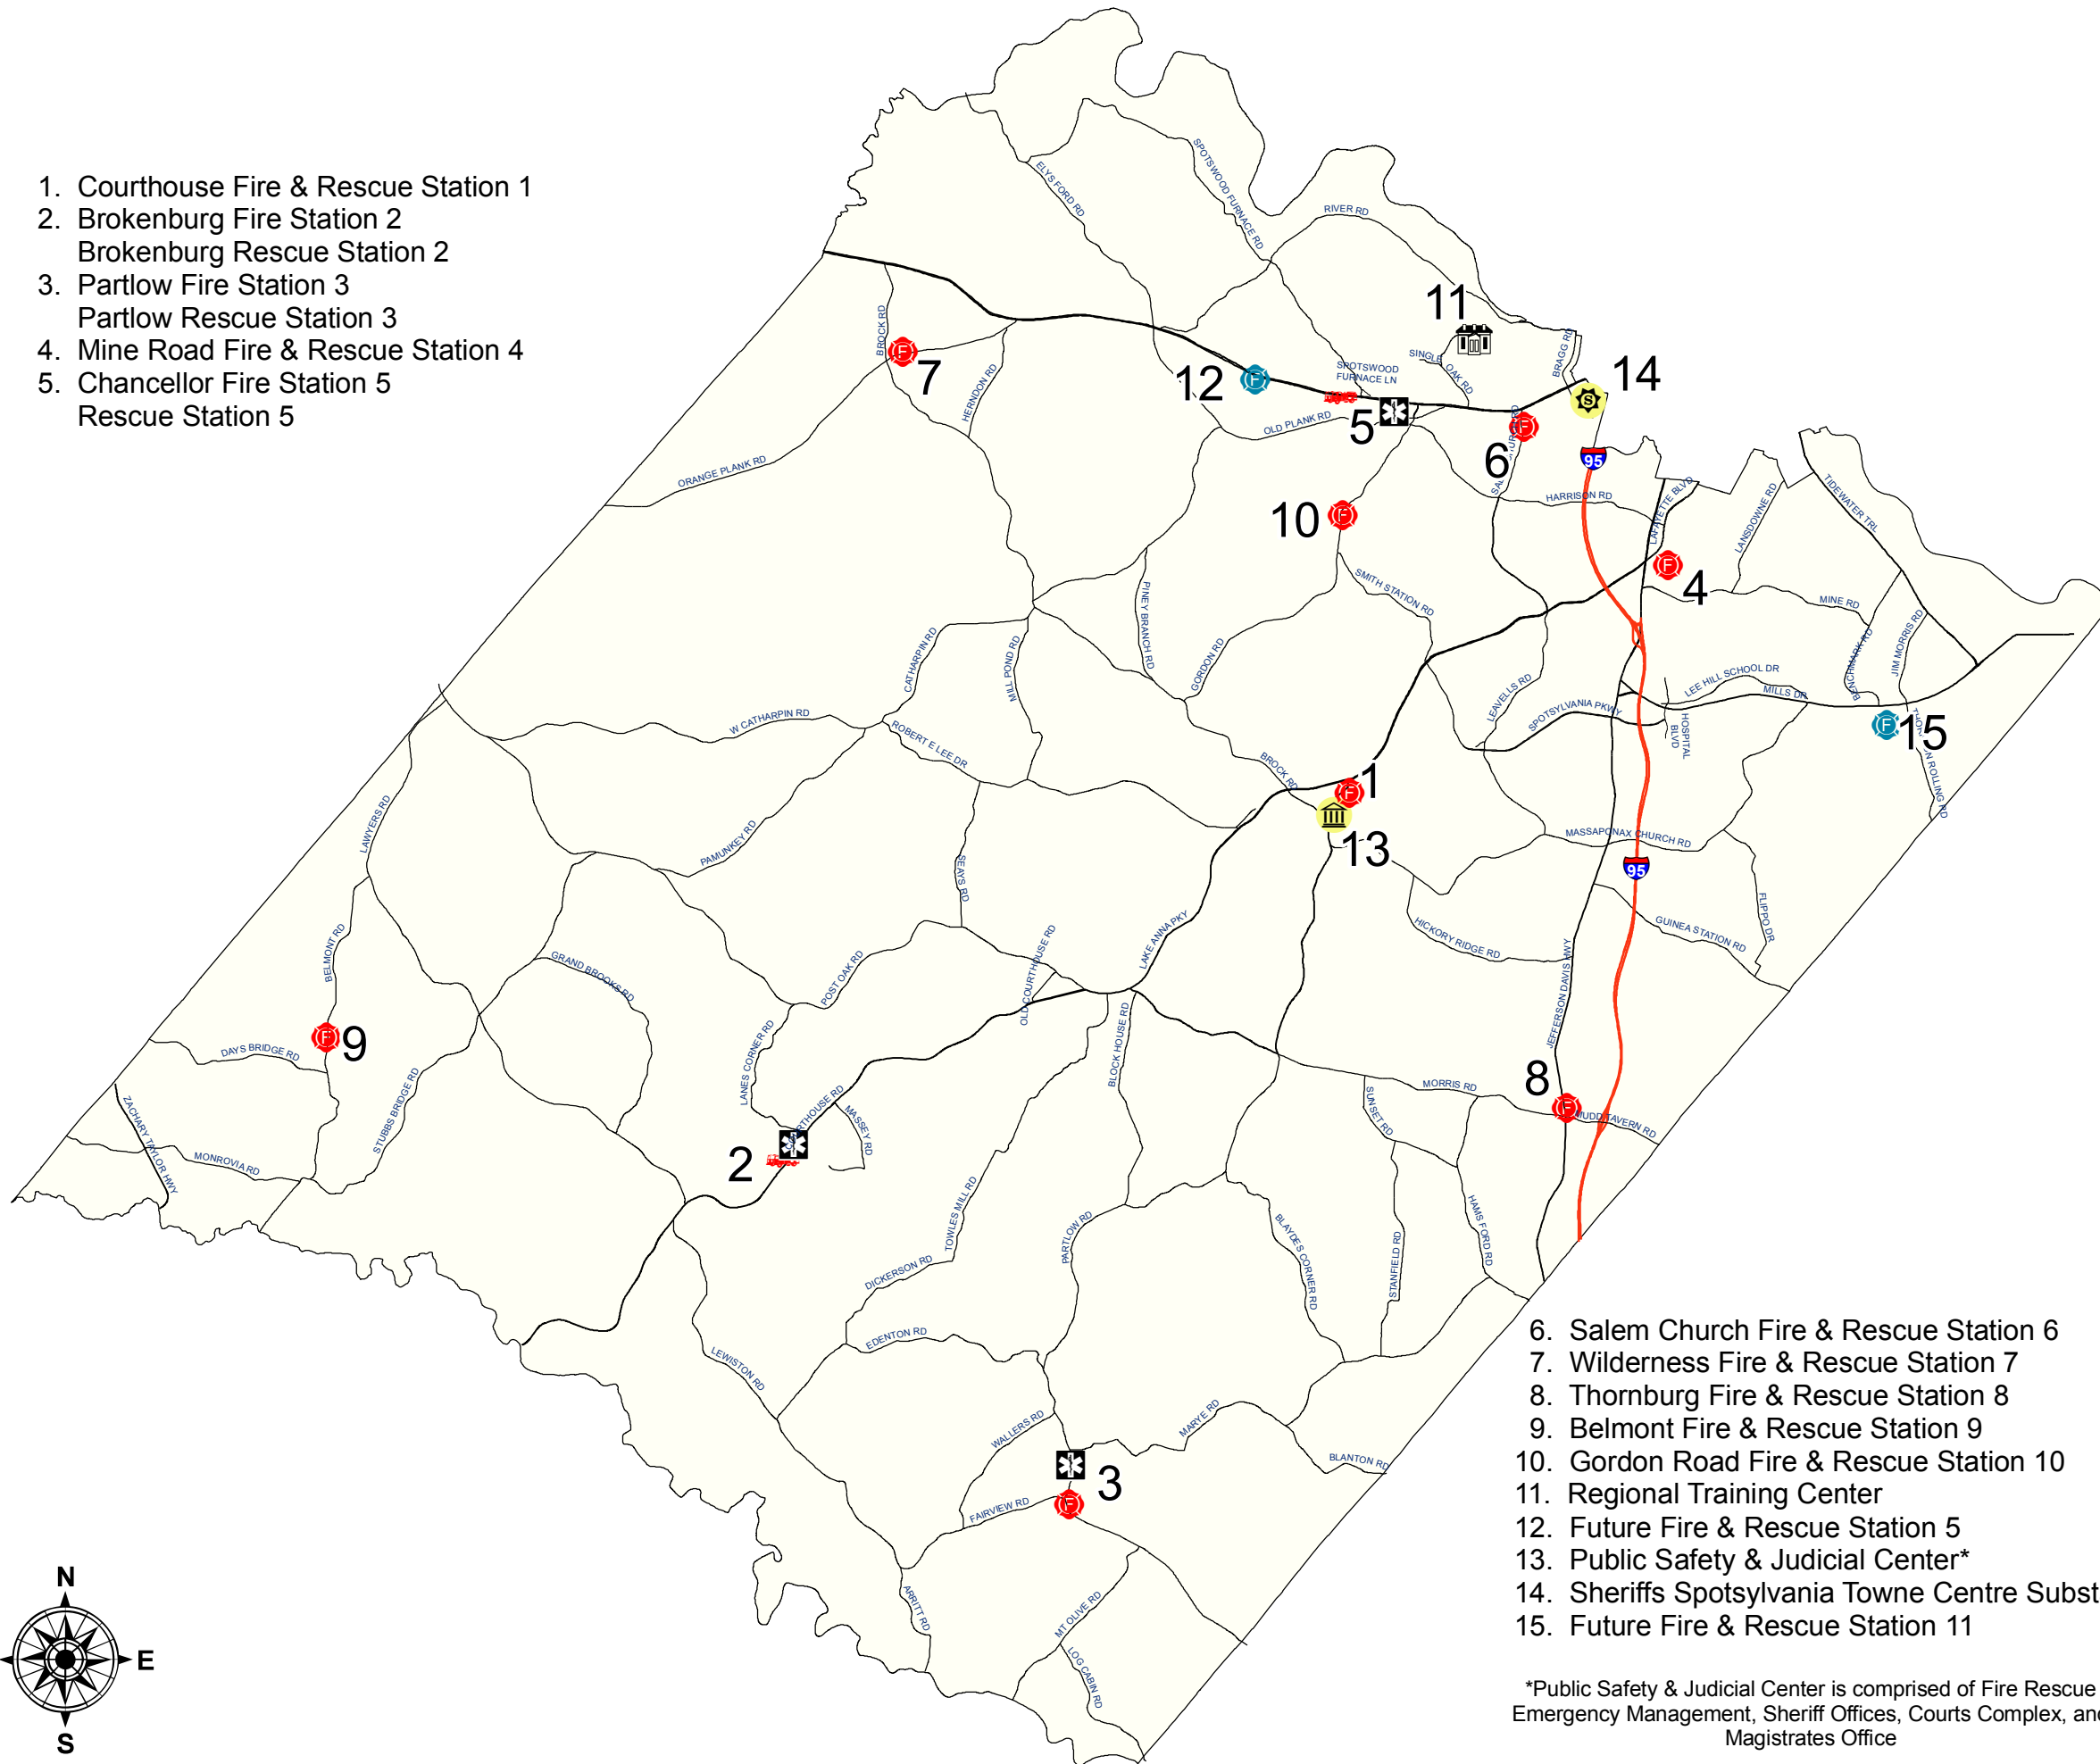 1. Courthouse Fire & Rescue Station 1
2. Brokenburg Fire Station 2
Brokenburg Rescue Station 2
3. Partlow Fire Station 3
Partlow Rescue Station 3
4. Mine Road Fire & Rescue Station 4
5. Chancellor Fire Station 5
Rescue Station 5
ELYS FORD RD
SPOTSWOOD FURNACE RD
RIVER RD
11
BROCK RD
7
HERNDON RD
12
SPOTSWOOD
FURNACE LN
SINGLE OAK RD
BRAGG RD
14
S
OLD PLANK RD
5
6
95
ORANGE PLANK RD
10
HARRISON RD
LAFAYETTE BLVD
LANSDOWNE RD
TIDEWATER TRL
4
SMITH STATION RD
PINEY BRANCH RD
MINE RD
BENCHMARK RD
JIM MORRIS RD
CATHARPIN RD
MILL POND RD
GORDON RD
LEAVELLS RD
SPOTSYLVANIA PKWY
LEE HILL SCHOOL DR
MILLS DR
HOSPITAL
BLVD
15
W CATHARPIN RD
ROBERT E LEE DR
BROCK RD
1
13
LAWYERS RD
PAMUNKEY RD
SEAYS RD
MASSAPONAX CHURCH RD
95
FLIPPO DR
GUINEA STATION RD
HICKORY RIDGE RD
BELMONT RD
GRAND BROOKS RD
POST OAK RD
OLD COURTHOUSE RD
LAKE ANNA PKY
JEFFERSON DAVIS HWY
9
DAYS BRIDGE RD
STUBBS BRIDGE RD
LANES CORNER RD
MASSEY RD
BLOCK HOUSE RD
MORRIS RD
SUNSET RD
8
MUDD TAVERN RD
2
ZACHARY TAYLOR HWY
MONROVIA RD
TOWLES MILL RD
DICKERSON RD
PARTLOW RD
BLAYDES CORNER RD
STANFIELD RD
HAMS FORD RD
EDENTON RD
LEWISTON RD
WALLERS RD
MARYE RD
BLANTON RD
3
FAIRVIEW RD
ARRITT RD
MT OLIVE RD
LOG CABIN RD
6. Salem Church Fire & Rescue Station 6
7. Wilderness Fire & Rescue Station 7
8. Thornburg Fire & Rescue Station 8
9. Belmont Fire & Rescue Station 9
10. Gordon Road Fire & Rescue Station 10
11. Regional Training Center
12. Future Fire & Rescue Station 5
13. Public Safety & Judicial Center*
14. Sheriffs Spotsylvania Towne Centre Subst
15. Future Fire & Rescue Station 11
*Public Safety & Judicial Center is comprised of Fire Rescue
Emergency Management, Sheriff Offices, Courts Complex, and
Magistrates Office
N
E
S